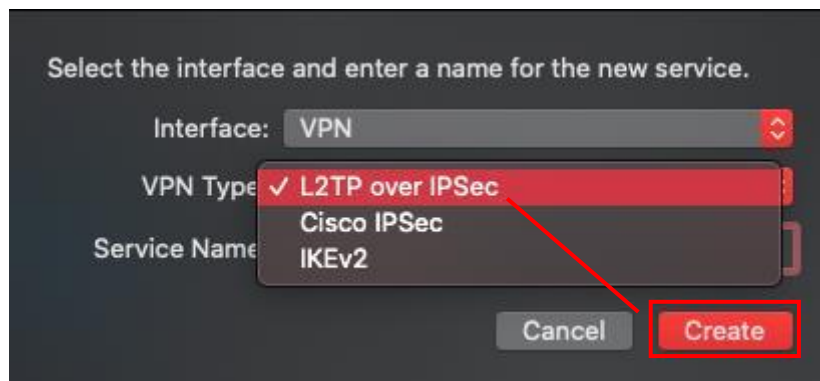 Select the interface and enter a name for the new service.
Interface: VPN
VPN Type ✓ L2TP over IPSec
Cisco IPSec
Service Name
IKEv2
Cancel Create